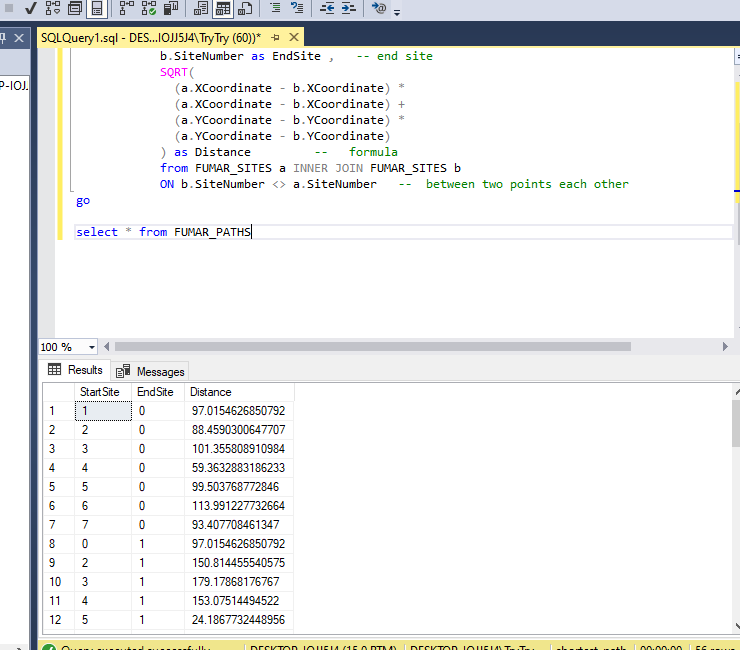 SQLQuery1.sql - DES...IOJJ5J4\TryTry (60))*
P-IOJ.
b.SiteNumber as EndSite , -- end site
SQRT(
(a.XCoordinate - b.XCoordinate) *
(a.XCoordinate - b.XCoordinate) +
(a.YCoordinate - b.YCoordinate) *
(a.YCoordinate - b.YCoordinate)
) as Distance -- formula
from FUMAR_SITES a INNER JOIN FUMAR_SITES b
ON b.SiteNumber <> a.SiteNumber -- between two points each other
go
select * from FUMAR_PATHS
100 %
Results Messages
StartSite EndSite Distance
1 1 0 97.0154626850792
2 2 0 88.4590300647707
3 3 0 101.355808910984
4 4 0 59.3632883186233
5 5 0 99.503768772846
6 6 0 113.991227732664
7 7 0 93.407708461347
8 0 1 97.0154626850792
9 2 1 150.814455540575
10 3 1 179.17868176767
11 4 1 153.07514494522
12 5 1 24.1867732448956
Query executed successfully. DESKTOP-IOJJ5J4 (15.0 RTM) DESKTOP-IOJJ5J4\TryTry ... shortest_path 00:00:00 56 rows